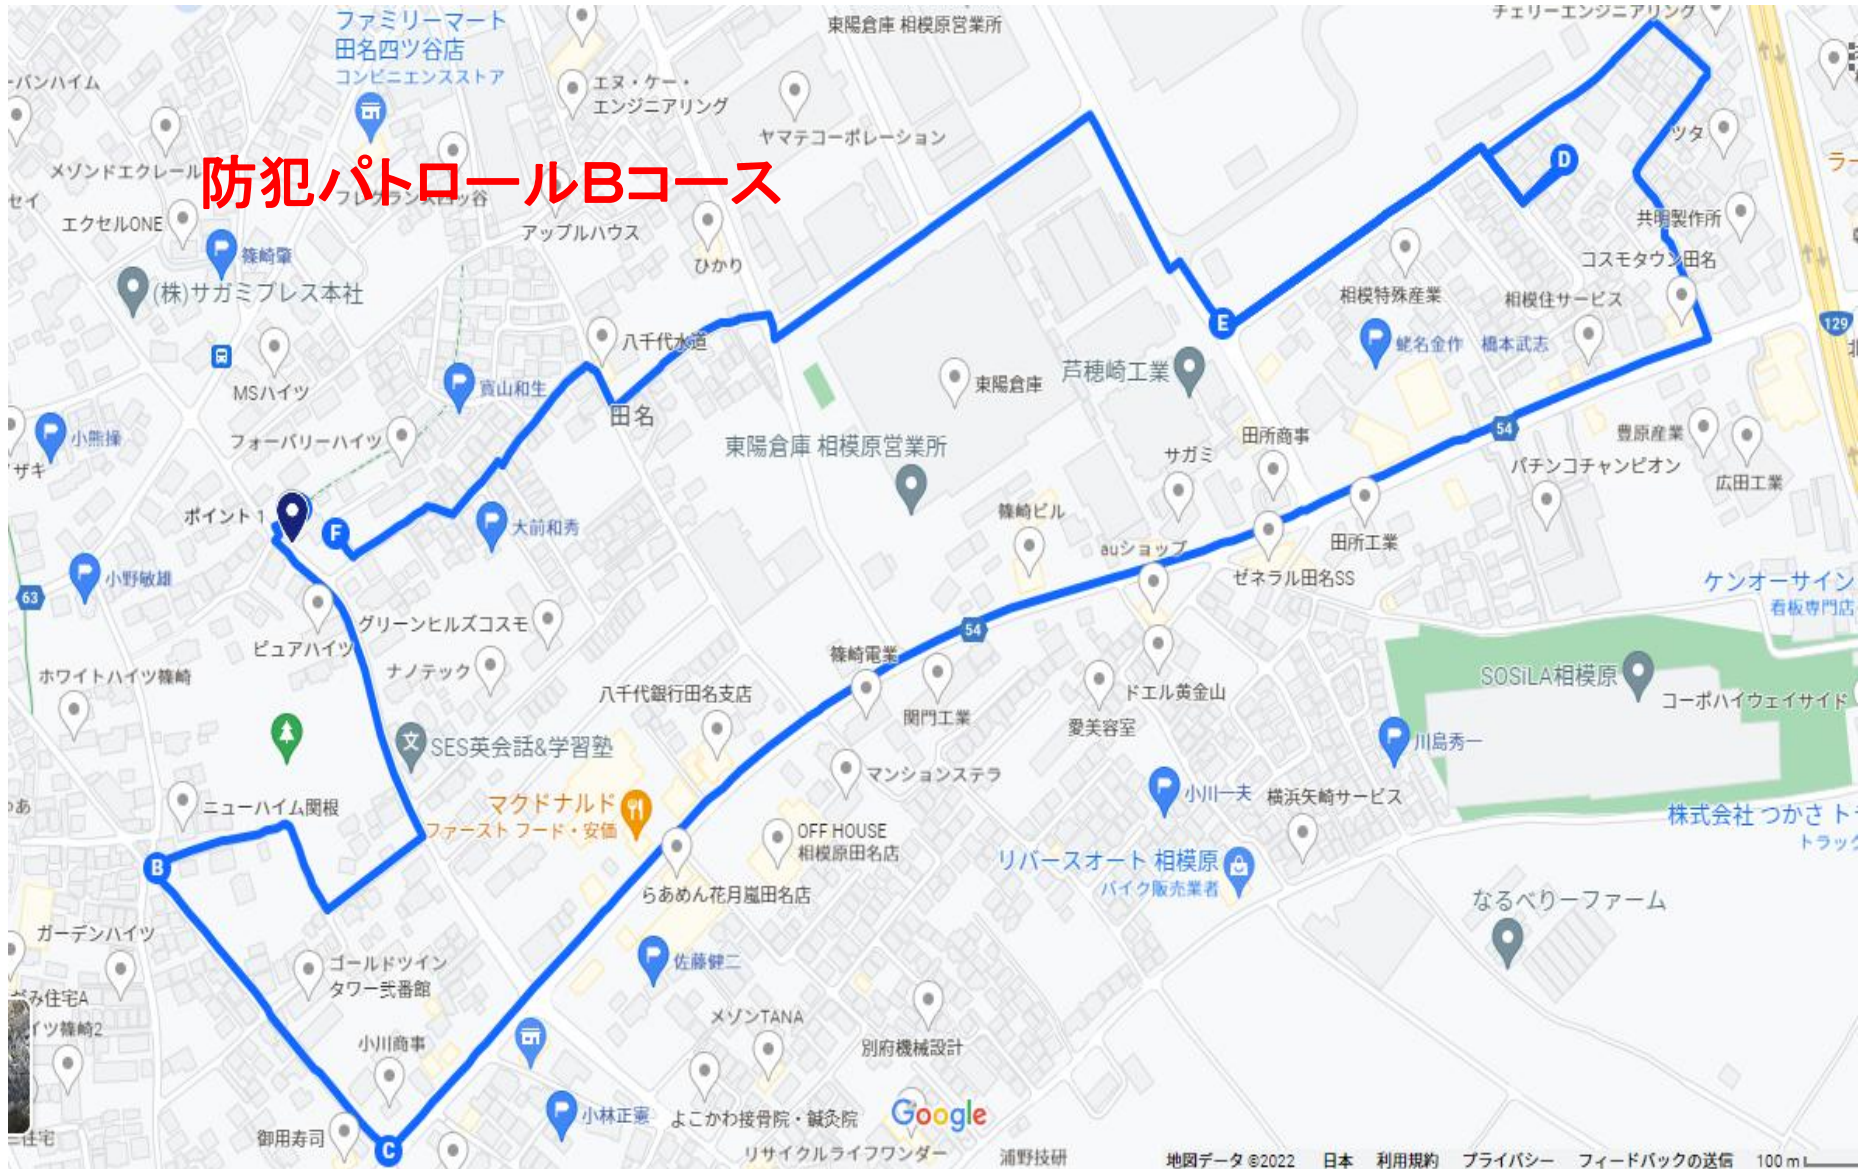 ファミリーマート
田名四ツ谷店
コンビニエンスストア
東陽倉庫 相模原営業所
チェリーエンジニアリング
エヌ・ケー・
エンジニアリング
ヤマテコーポレーション
メゾンドエクレール
防犯パトロールBコース
エクセルONE
アップルハウス
ひかり
篠崎肇
(株)サガミプレス本社
D
ツタ
共明製作所
コスモタウン田名
相模特殊産業
相模住サービス
E
129
八千代水道
MSハイツ
寳山和生
田名
東陽倉庫
芦穂崎工業
蛯名金作 橋本武志
小熊操
フォーバリーハイツ
東陽倉庫 相模原営業所
サガミ
田所商事
54
豊原産業
パチンコチャンピオン
広田工業
ポイント 1
F
大前和秀
篠崎ビル
auショップ
田所工業
ゼネラル田名SS
63
小野敏雄
ケンオーサイン
看板専門店
グリーンヒルズコスモ
ピュアハイツ
54
篠崎電業
ホワイトハイツ篠崎
ナノテック
八千代銀行田名支店
関門工業
ドエル黄金山
愛美容室
SOSiLA相模原
コーポハイウェイサイド
SES英会話&学習塾
川島秀一
マンションステラ
ニューハイム関根
マクドナルド
ファースト フード・安価
小川一夫
横浜矢崎サービス
OFF HOUSE
相模原田名店
株式会社 つかさ ト
トラック
B
リバースオート 相模原
バイク販売業者
らあめん花月嵐田名店
なるべりーファーム
ガーデンハイツ
ゴールドツイン
タワー弐番館
佐藤健二
イツ篠崎2
小川商事
メゾンTANA
別府機械設計
小林正憲
よこかわ接骨院・鍼灸院
Google
御用寿司
C
リサイクルライフワンダー
浦野技研
地図データ ©2022 日本 利用規約 プライバシー フィードバックの送信 100 m